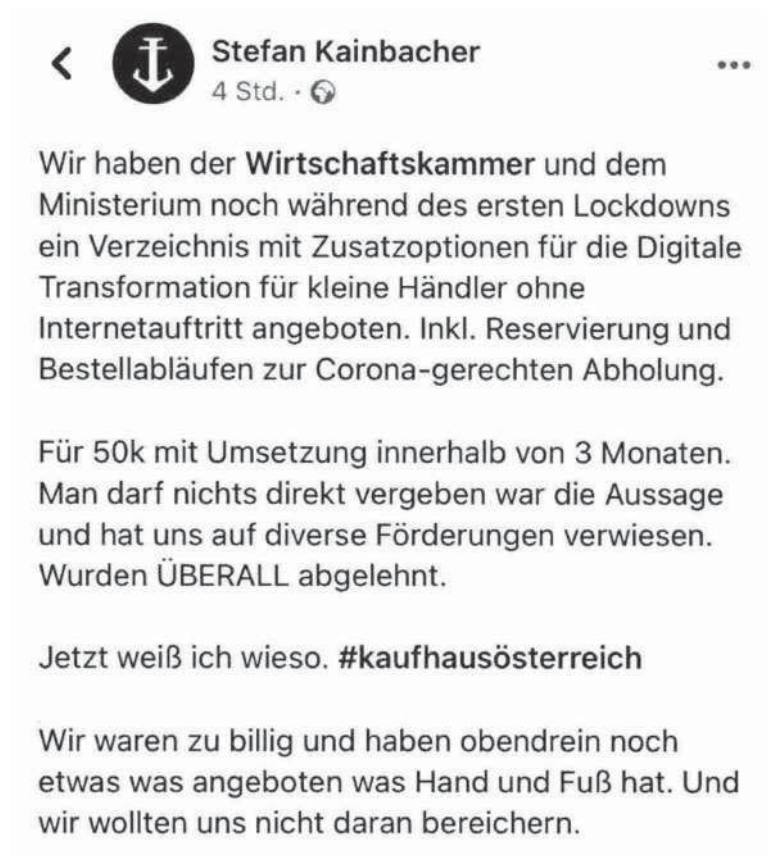 Stefan Kainbacher
4 Std. ·
Wir haben der Wirtschaftskammer und dem
Ministerium noch während des ersten Lockdowns
ein Verzeichnis mit Zusatzoptionen für die Digitale
Transformation für kleine Händler ohne
Internetauftritt angeboten. Inkl. Reservierung und
Bestellabläufen zur Corona-gerechten Abholung.
Für 50k mit Umsetzung innerhalb von 3 Monaten.
Man darf nichts direkt vergeben war die Aussage
und hat uns auf diverse Förderungen verwiesen.
Wurden ÜBERALL abgelehnt.
Jetzt weiß ich wieso. #kaufhausösterreich
Wir waren zu billig und haben obendrein noch
etwas was angeboten was Hand und Fuß hat. Und
wir wollten uns nicht daran bereichern.